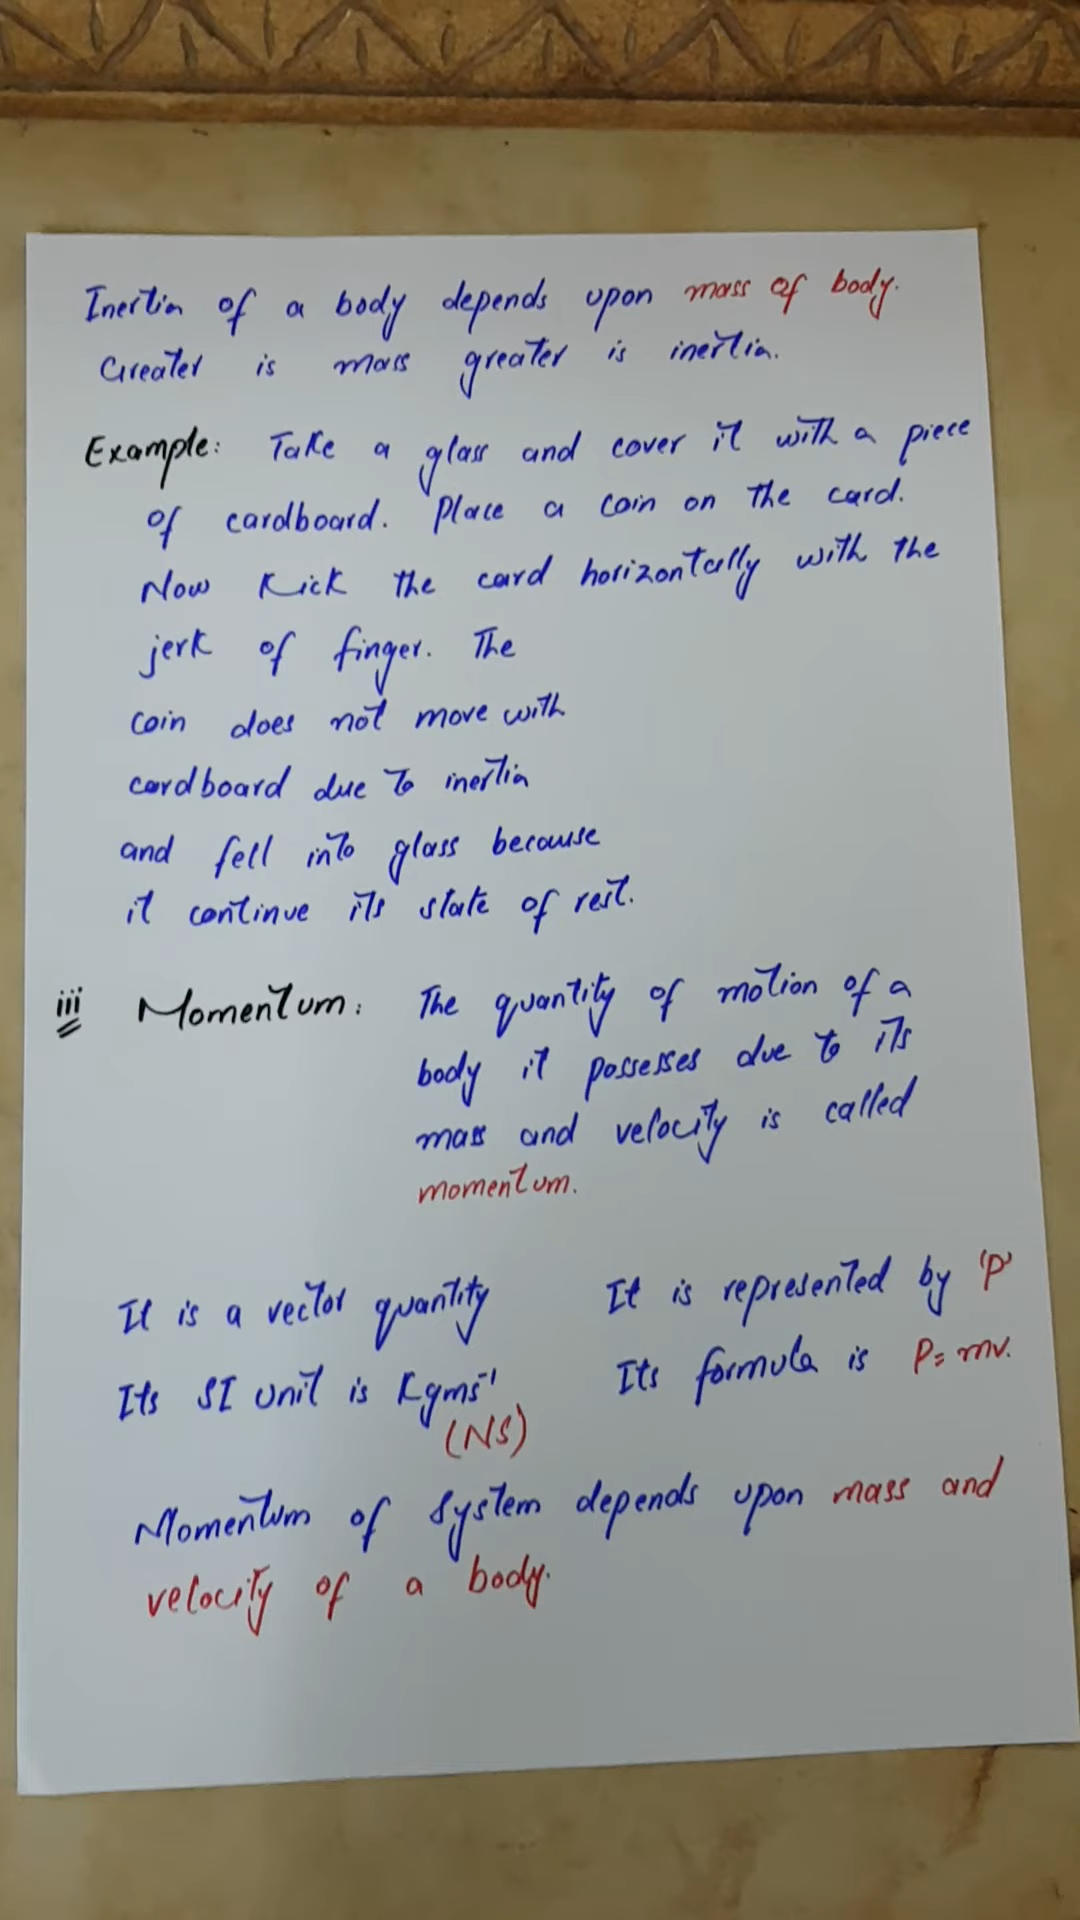 Inertia of a body depends upon mass of body.
Greater is mass greater is inertia.
Example: Take a glass and cover it with a piece
of cardboard. Place a coin on the card.
Now Kick the card horizontally with the
jerk of finger. The
coin does not move with
cardboard due to inertia
and fell into glass because
it continue its state of rest.
iii Momentum: The quantity of motion of a
body it possesses due to its
mass and velocity is called
momentum.
It is a vector quantity It is represented by 'P'
Its SI unit is Kgms⁻¹ Its formula is P=mv.
(NS)
Momentum of system depends upon mass and
velocity of a body.